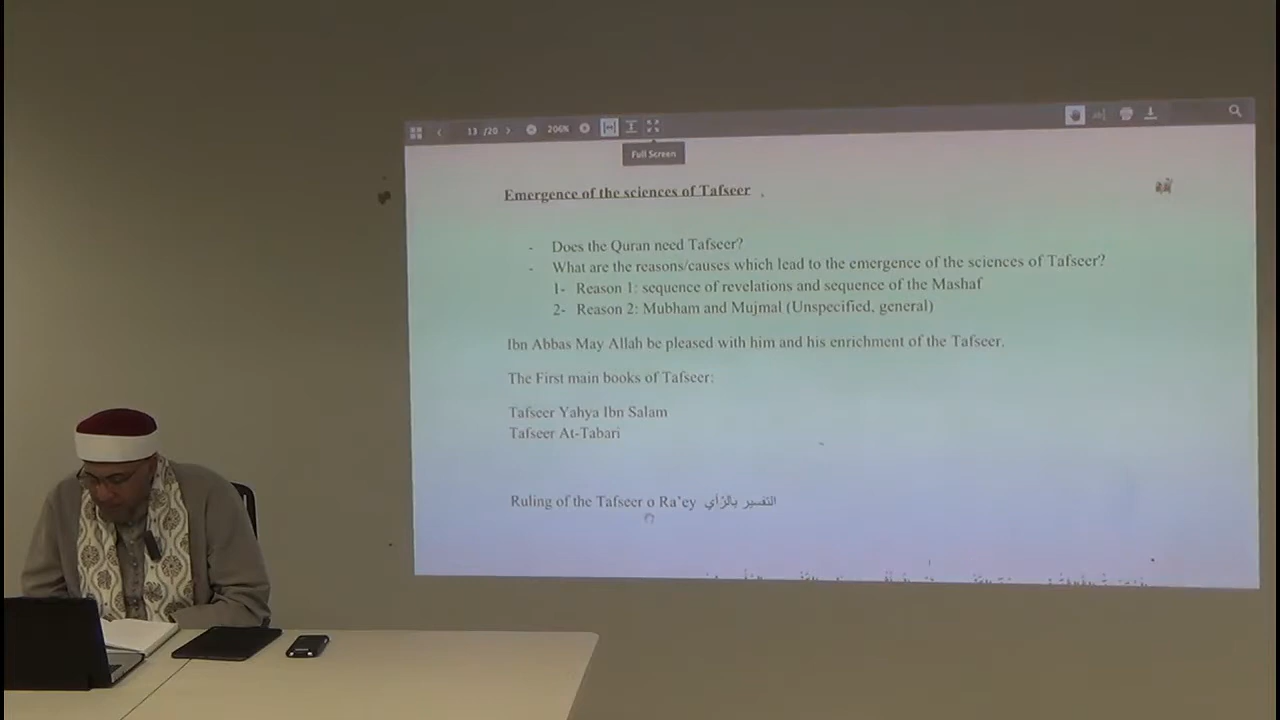 13 /20
206%
Full Screen
Emergence of the sciences of Tafseer
- Does the Quran need Tafseer?
- What are the reasons/causes which lead to the emergence of the sciences of Tafseer?
1- Reason 1: sequence of revelations and sequence of the Mashaf
2- Reason 2: Mubham and Mujmal (Unspecified, general)
Ibn Abbas May Allah be pleased with him and his enrichment of the Tafseer.
The First main books of Tafseer:
Tafseer Yahya Ibn Salam
Tafseer At-Tabari
Ruling of the Tafseer o Ra'ey التفسير بالرأي